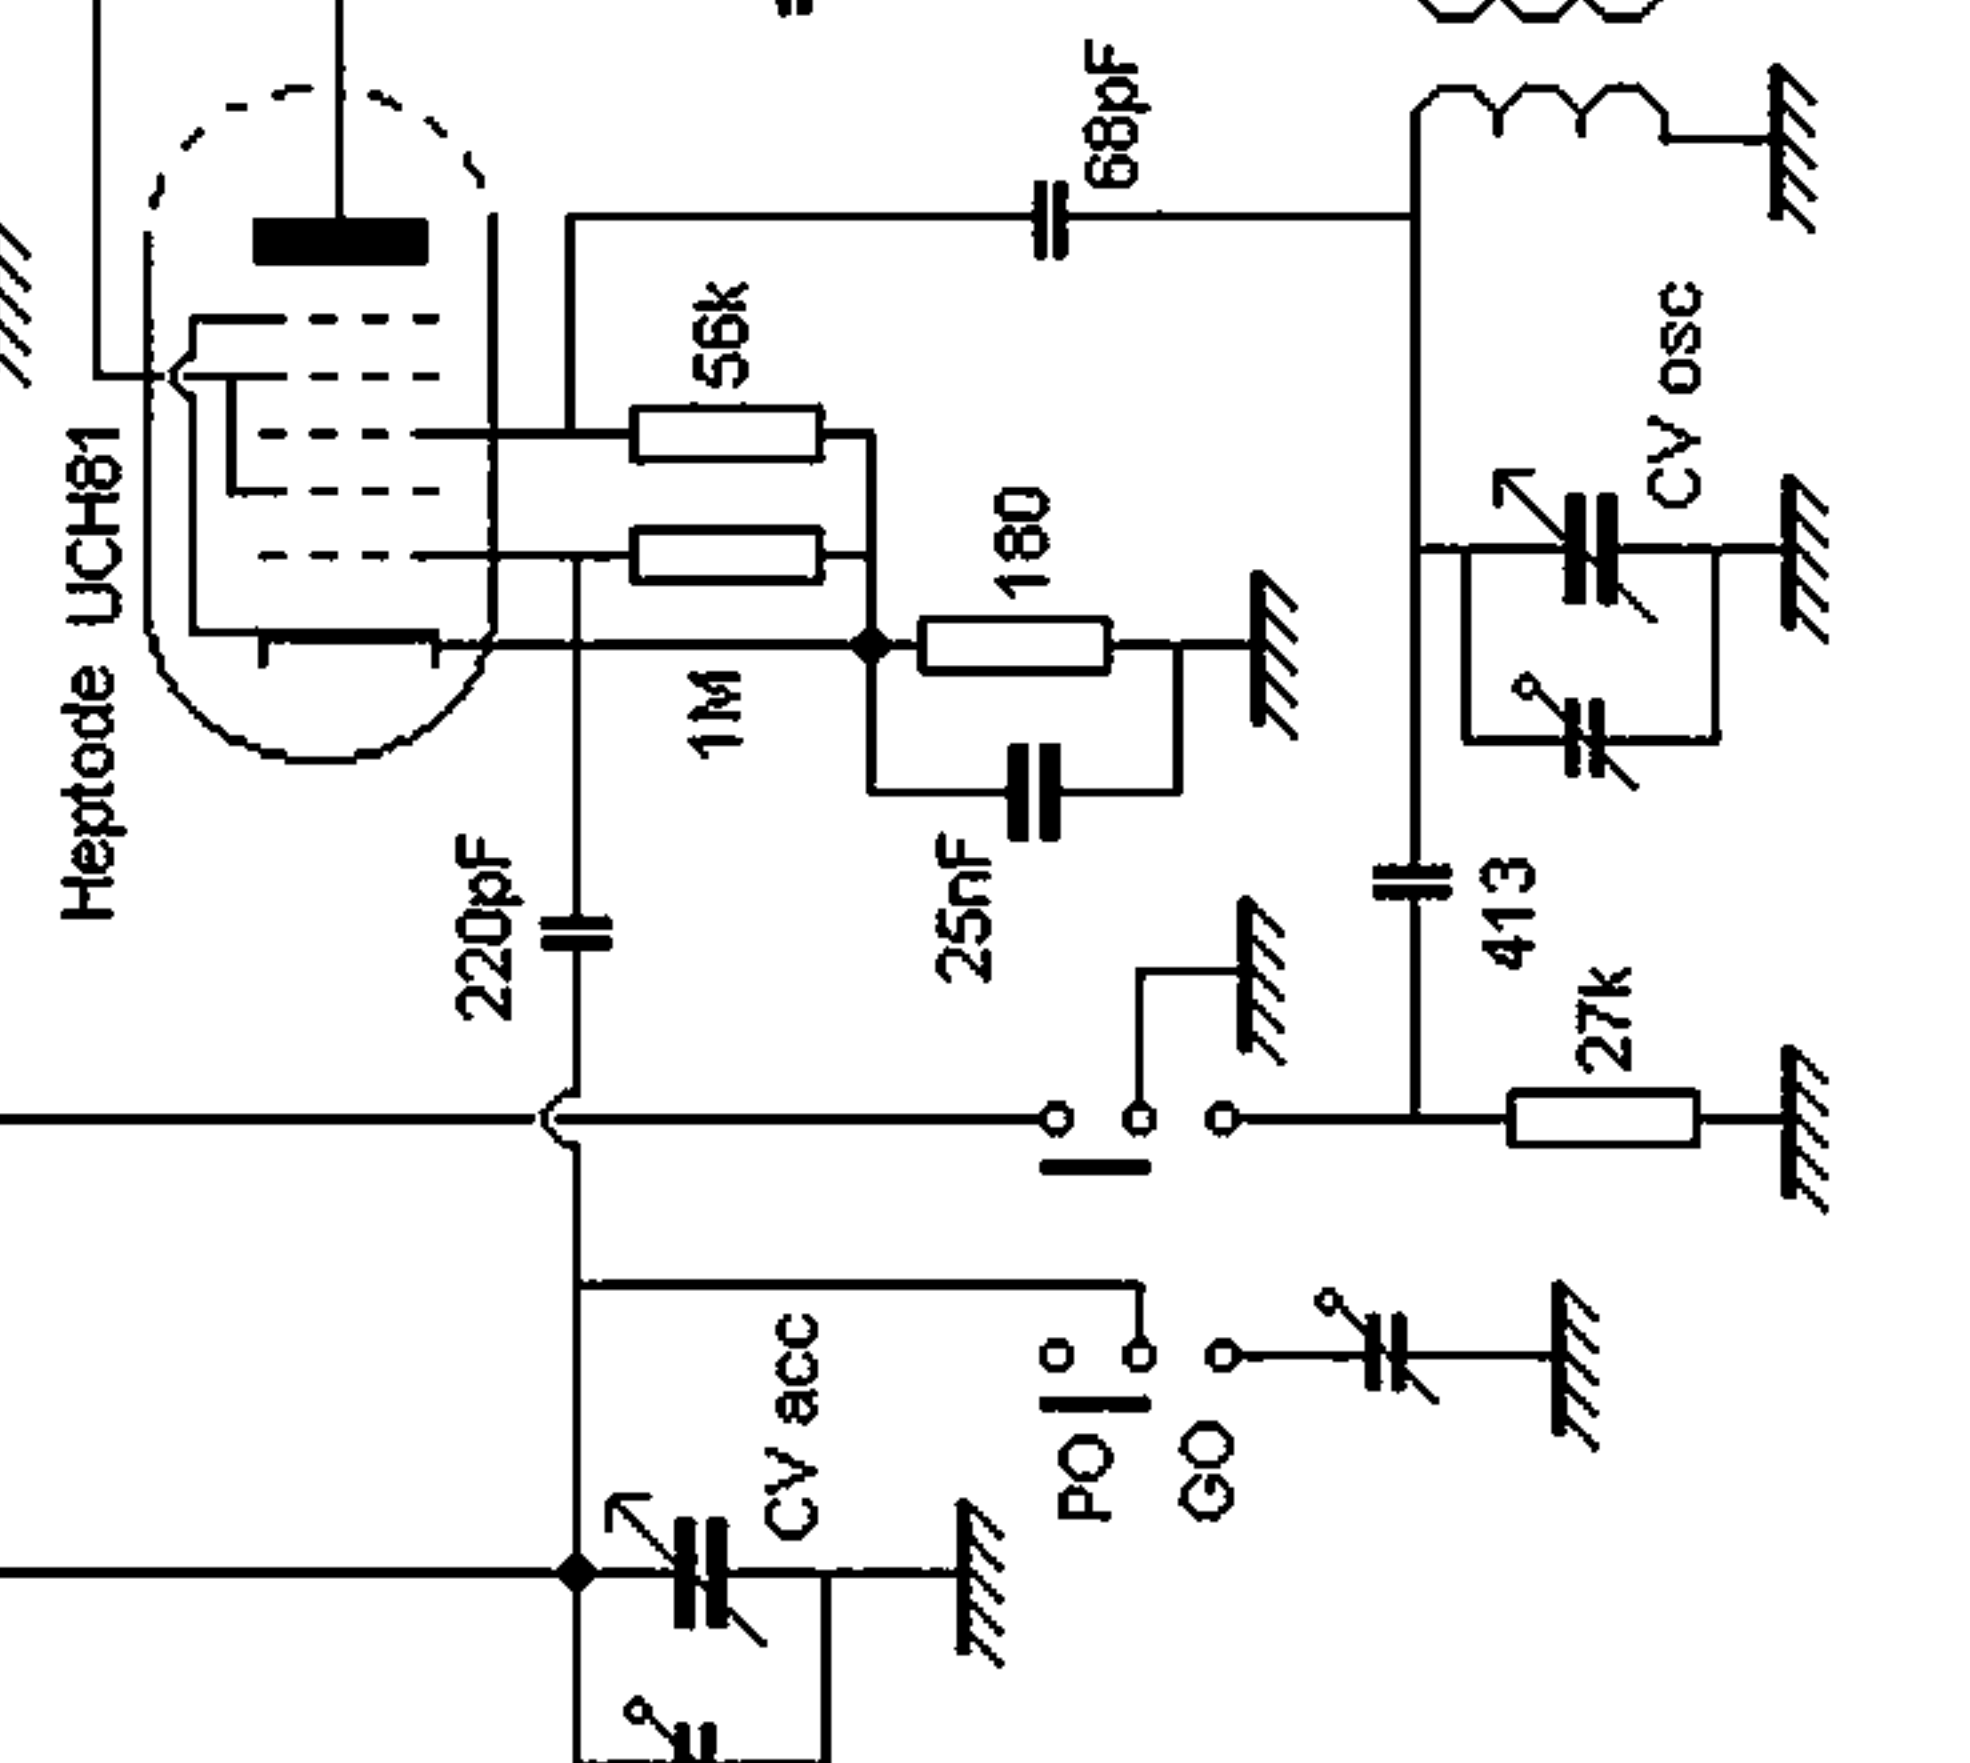 Heptode UCH81
220pF
56k
1M
CV acc
25nF
180
68pF
PO
GO
413
27k
CV osc